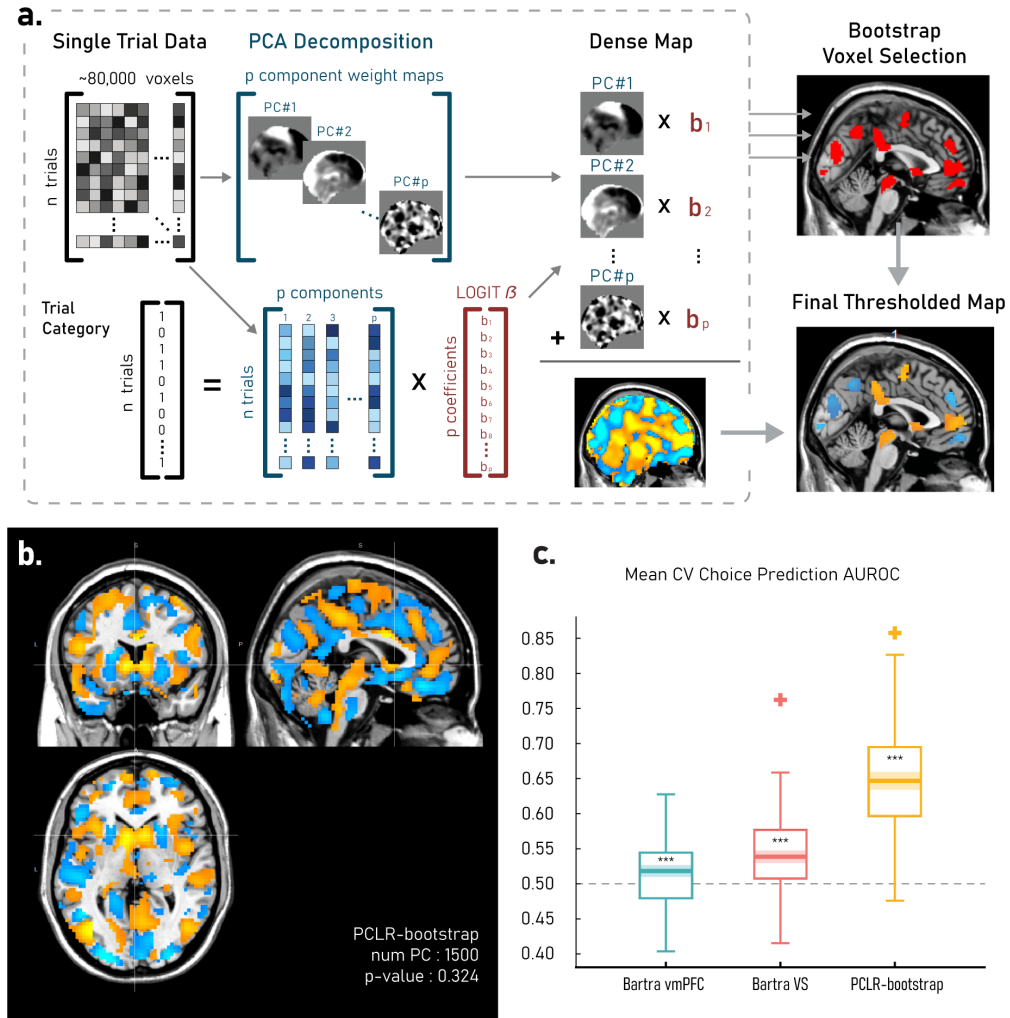 a.
Single Trial Data
PCA Decomposition
Dense Map
Bootstrap
Voxel Selection
~80,000 voxels
p component weight maps
PC#1
PC#2
PC#p
n trials
PC#1
x b1
PC#2
x b2
PC#p
x bp
+
Trial
Category
n trials
1
0
1
1
0
1
0
0
1
=
p components
1 2 3 p
n trials
X
LOGIT β
p coefficients
b1
b2
b3
b4
b5
b6
b7
b8
bp
Final Thresholded Map
b.
S
S
L
P
L
PCLR-bootstrap
num PC : 1500
p-value : 0.324
c.
Mean CV Choice Prediction AUROC
0.85
0.80
0.75
0.70
0.65
0.60
0.55
0.50
0.45
0.40
***
***
***
Bartra vmPFC
Bartra VS
PCLR-bootstrap